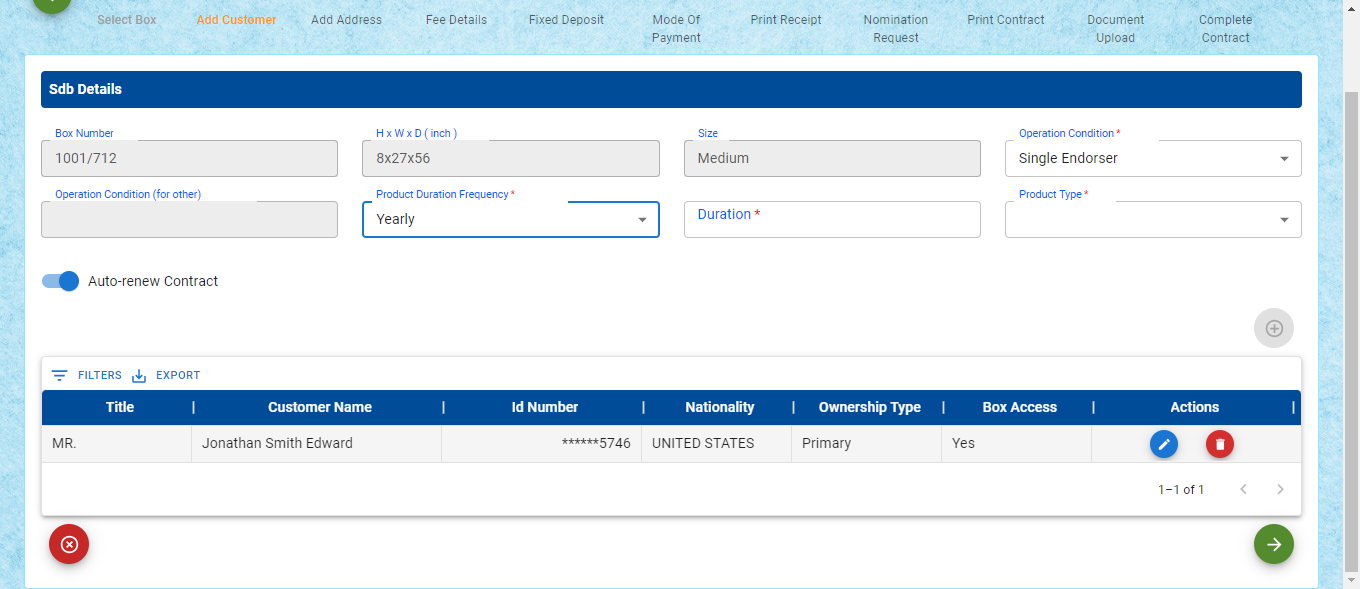 Select Box
Add Customer
Add Address
Fee Details
Fixed Deposit
Mode Of
Payment
Print Receipt
Nomination
Request
Print Contract
Document
Upload
Complete
Contract
Sdb Details
Box Number
1001/712
H x W x D ( inch )
8x27x56
Size
Medium
Operation Condition *
Single Endorser
Operation Condition (for other)
Product Duration Frequency *
Yearly
Duration *
Product Type *
Auto-renew Contract
FILTERS EXPORT
Title | Customer Name | Id Number | Nationality | Ownership Type | Box Access | Actions |
MR. Jonathan Smith Edward ******5746 UNITED STATES Primary Yes
1–1 of 1